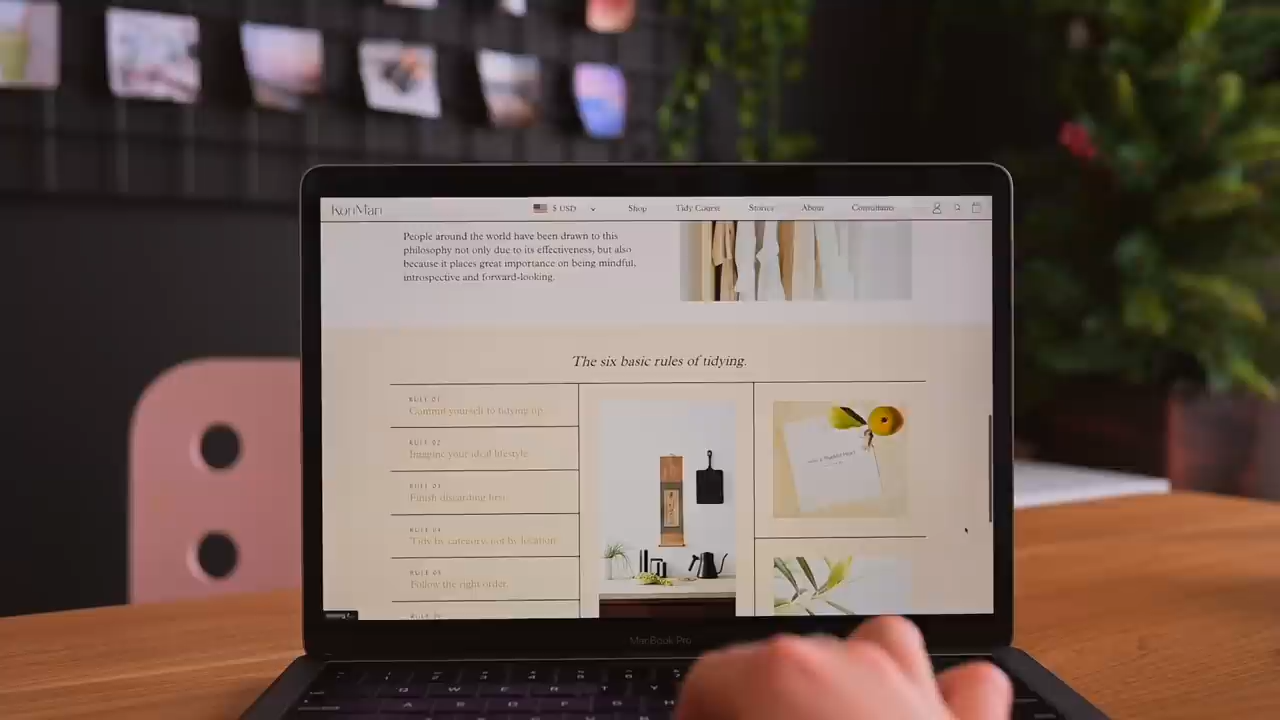 KonMari
$ USD
Shop
Tidy Course
Stories
About
Consultants
People around the world have been drawn to this
philosophy not only due to its effectiveness, but also
because it places great importance on being mindful,
introspective and forward-looking.
The six basic rules of tidying.
RULE 01
Commit yourself to tidying up.
RULE 02
Imagine your ideal lifestyle.
RULE 03
Finish discarding first.
RULE 04
Tidy by category, not by location.
RULE 05
Follow the right order.
MacBook Pro